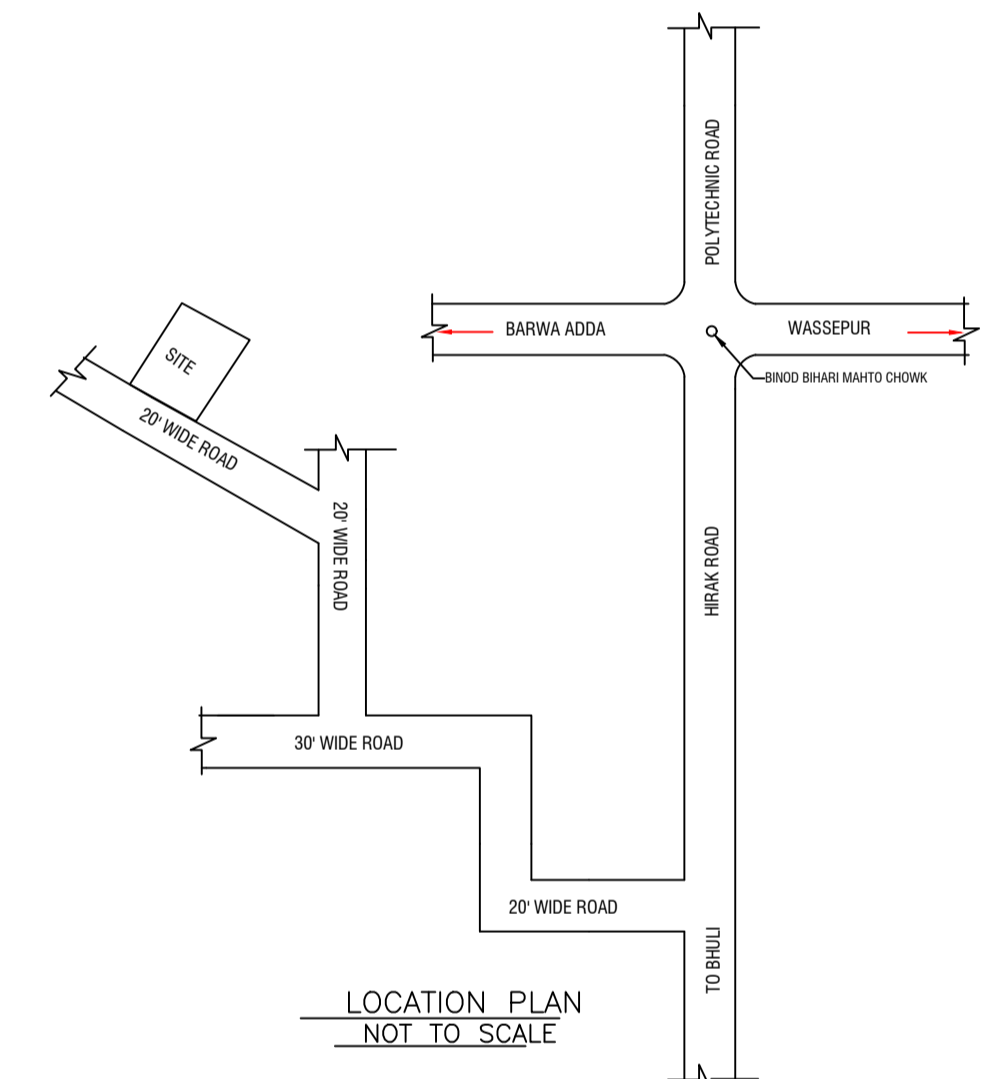 POLYTECHNIC ROAD
BARWA ADDA
WASSEPUR
BINOD BIHARI MAHTO CHOWK
SITE
20' WIDE ROAD
20' WIDE ROAD
HIRAK ROAD
30' WIDE ROAD
20' WIDE ROAD
TO BHULI
LOCATION PLAN
NOT TO SCALE